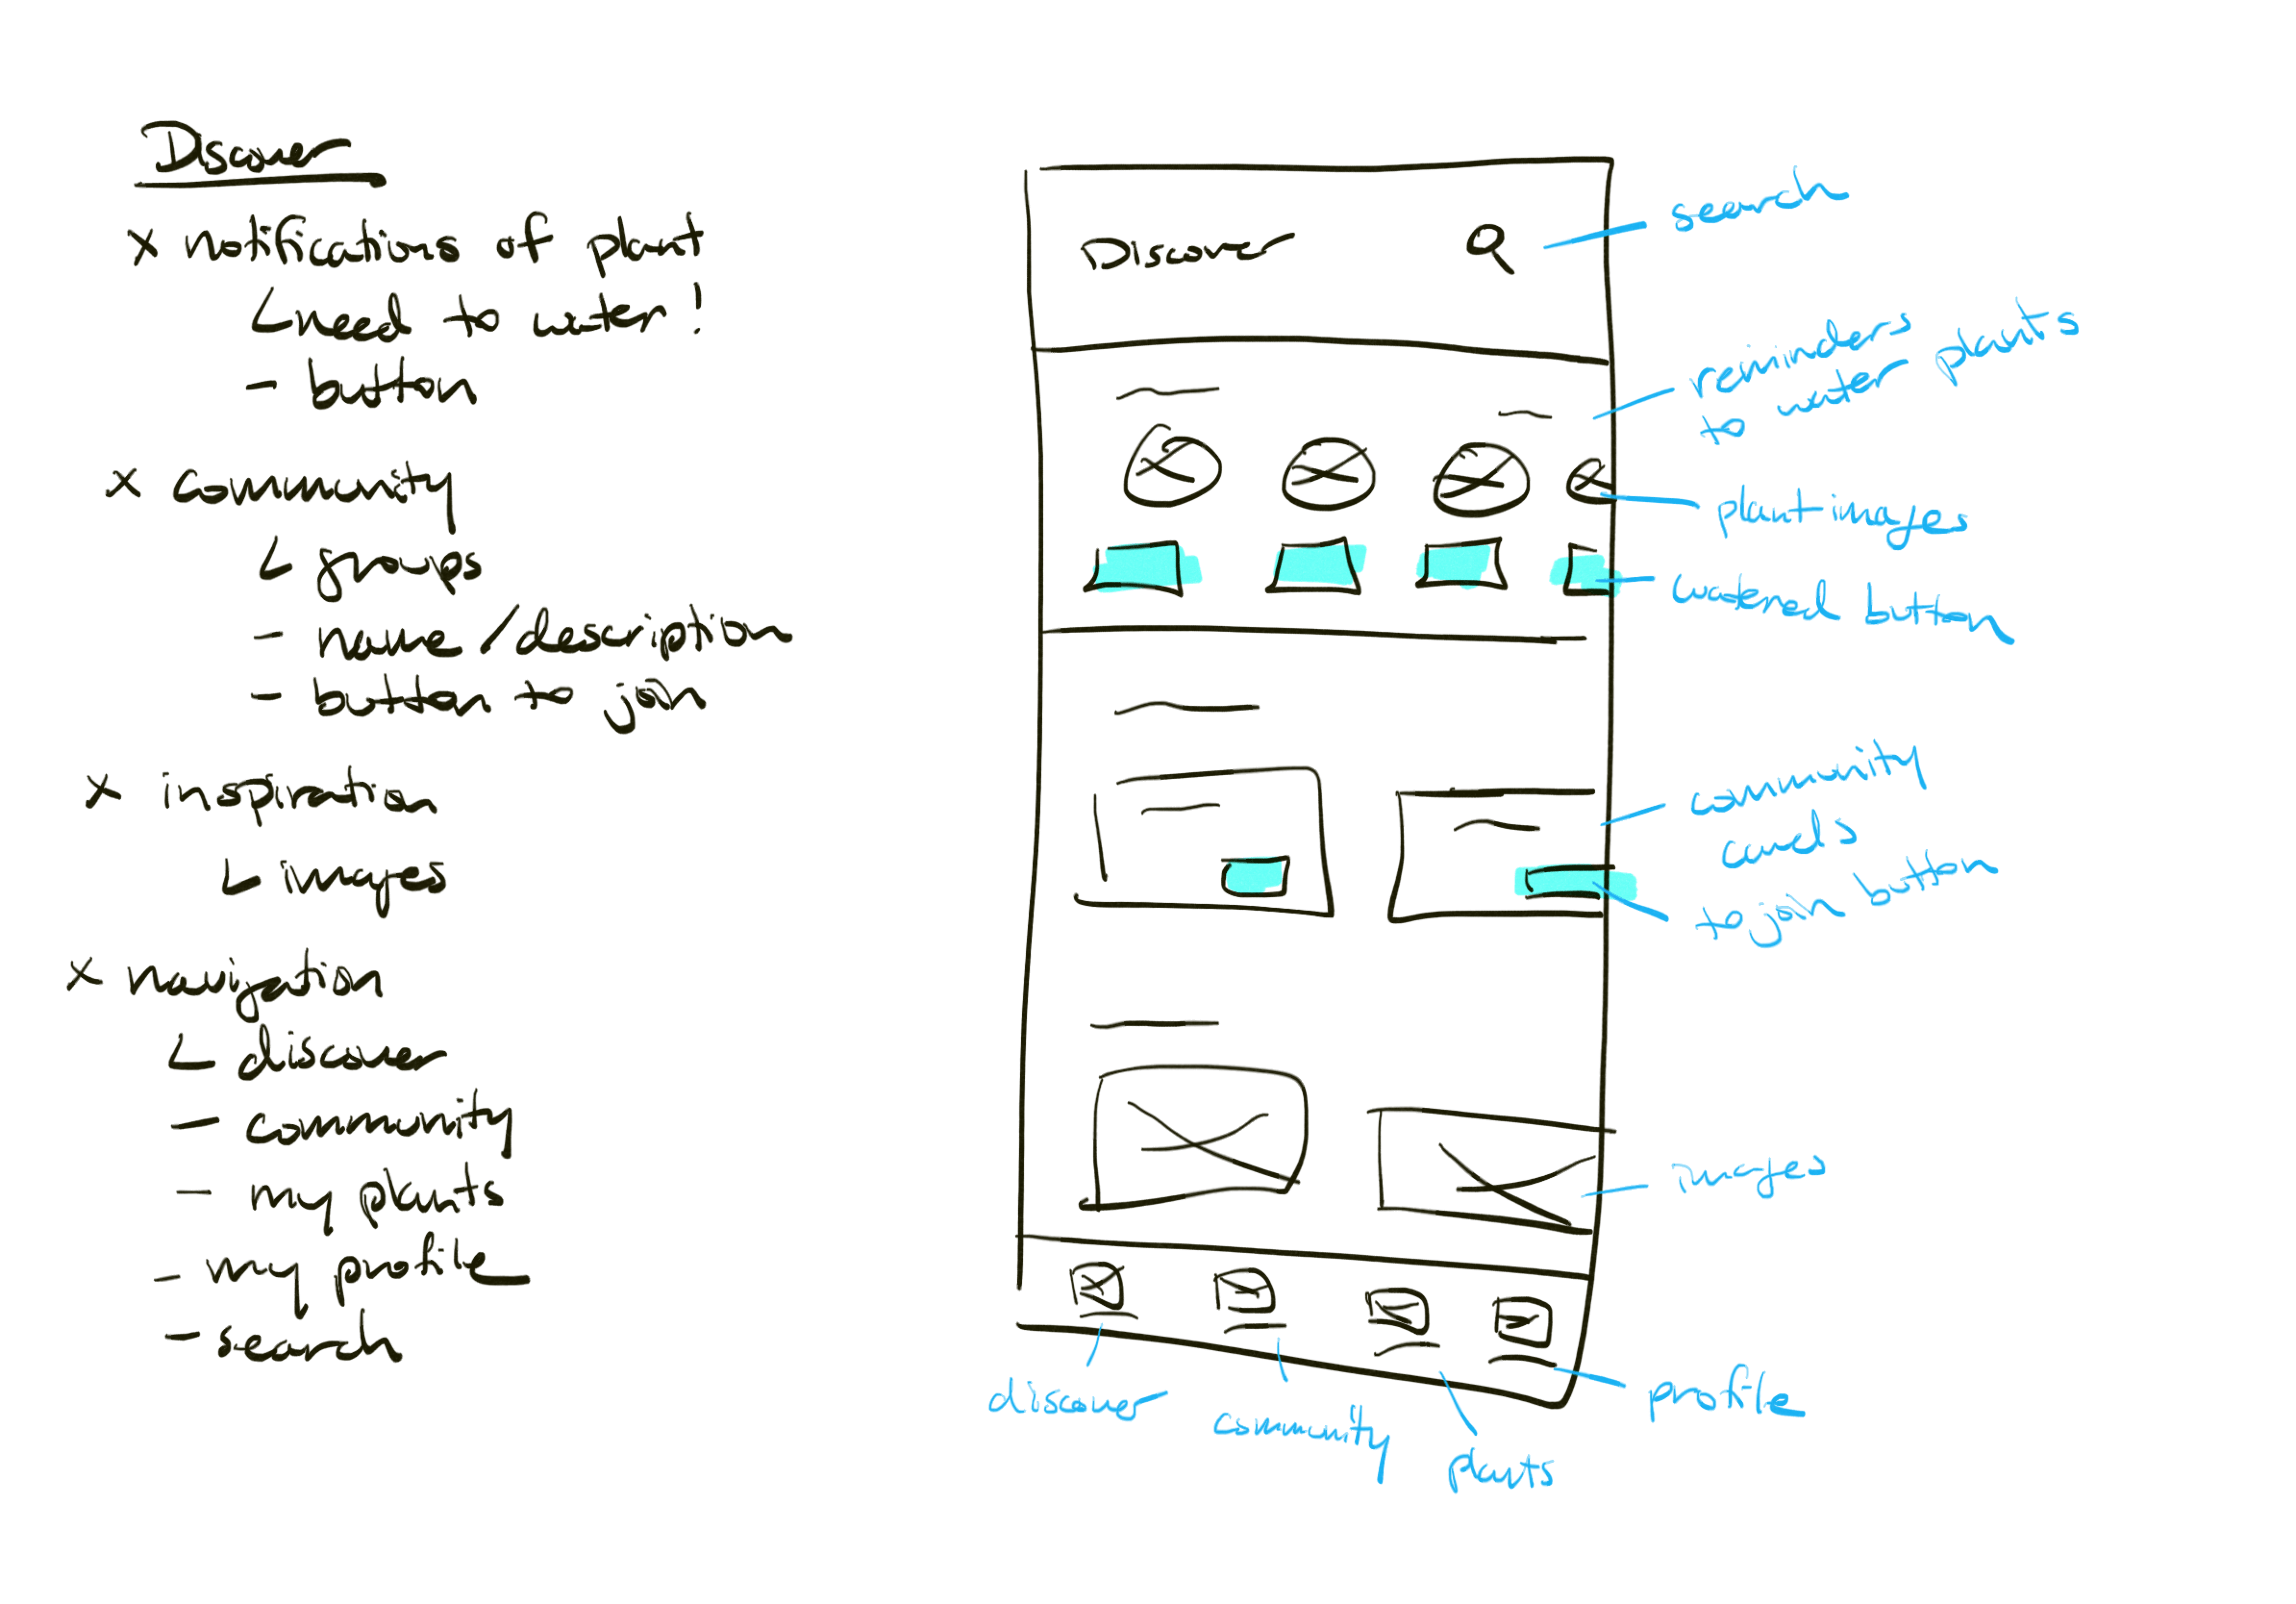 Discover
x notifications of plant
need to water!
- button
x community
groups
- name/description
- button to join
x inspiration
images
x navigation
discover
- community
- my plants
- my profile
- search
Discover
search
reminders
to water plants
plant images
watered button
community
cards
to join button
images
discover
community
plants
profile